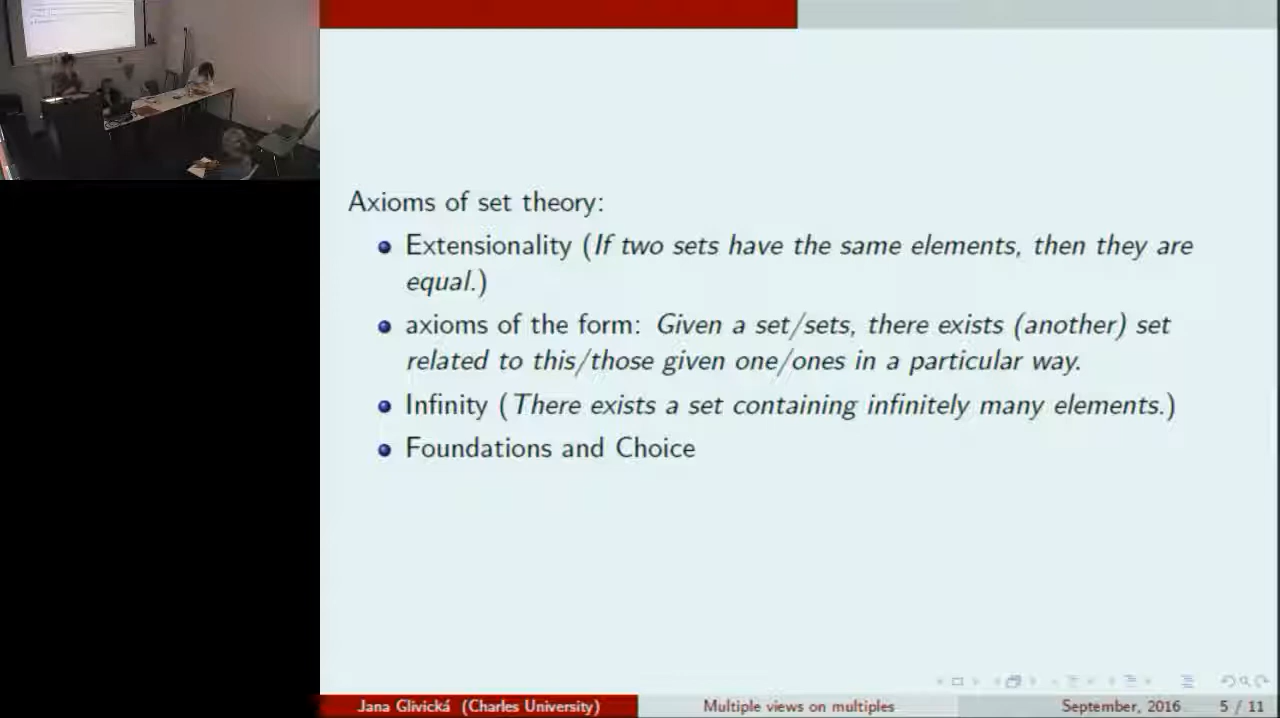 Axioms of set theory:
Extensionality (If two sets have the same elements, then they are
equal.)
axioms of the form: Given a set/sets, there exists (another) set
related to this/those given one/ones in a particular way.
Infinity (There exists a set containing infinitely many elements.)
Foundations and Choice
Jana Glivická (Charles University)
Multiple views on multiples
September, 2016
5 / 11